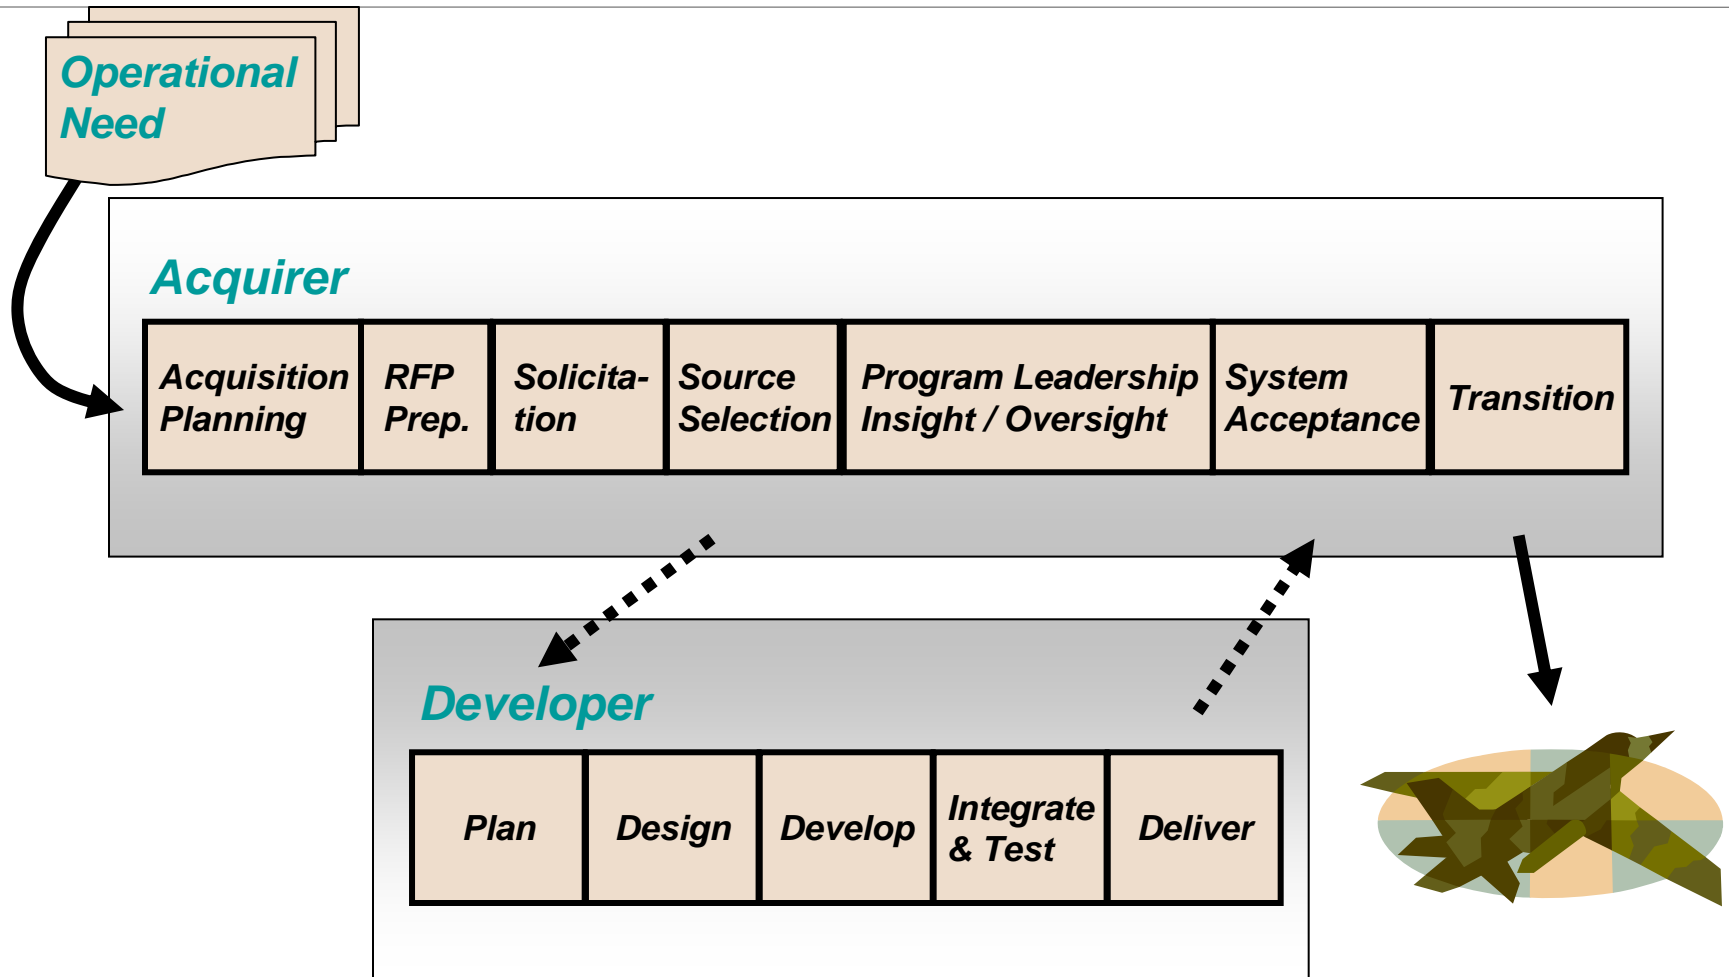 Operational
Need
Acquirer
Acquisition
Planning
RFP
Prep.
Solicita-
tion
Source
Selection
Program Leadership
Insight / Oversight
System
Acceptance
Transition
Developer
Plan
Design
Develop
Integrate
& Test
Deliver